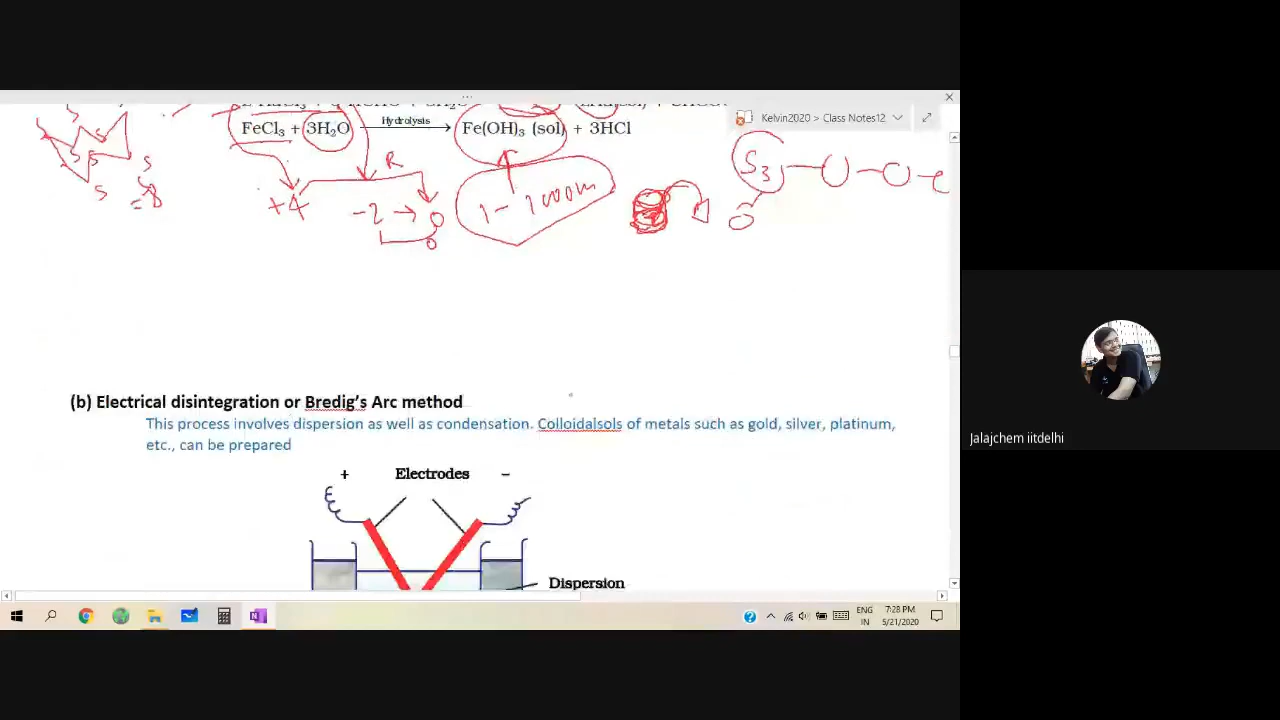 Kelvin2020 > Class Notes12
Hydrolysis
FeCl₃ + 3H₂O → Fe(OH)₃ (sol) + 3HCl
S
S
S
S
S
S
=8
R
+4
-2 → 0
1 - 1000m
S₃
(b) Electrical disintegration or Bredig's Arc method
This process involves dispersion as well as condensation. Colloidalsols of metals such as gold, silver, platinum,
etc., can be prepared
+ Electrodes −
Dispersion
Jalajchem iitdelhi
ENG
IN
7:28 PM
5/21/2020